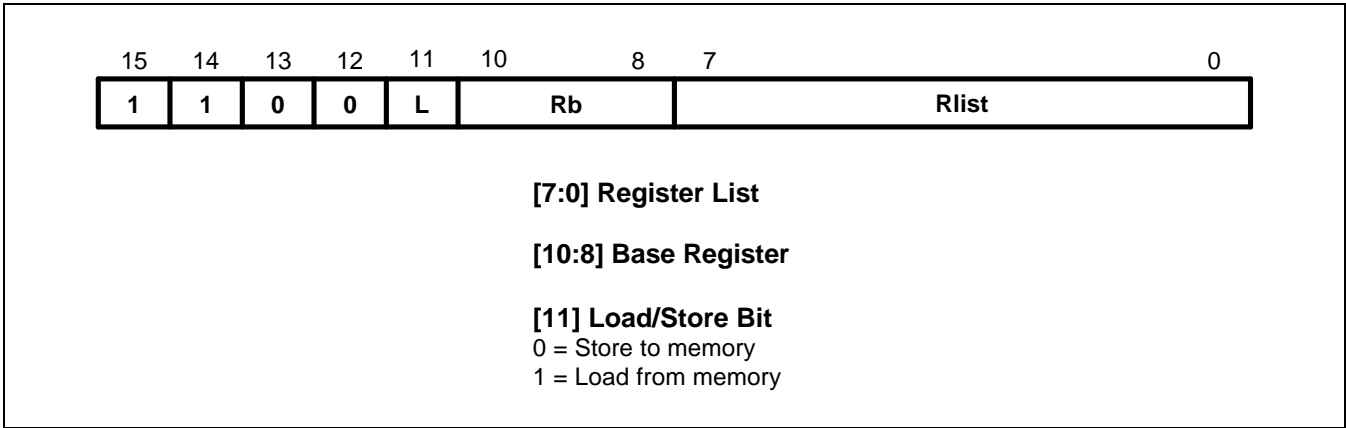 15 14 13 12 11 10 8 7 0
1 1 0 0 L Rb Rlist
[7:0] Register List
[10:8] Base Register
[11] Load/Store Bit
0 = Store to memory
1 = Load from memory